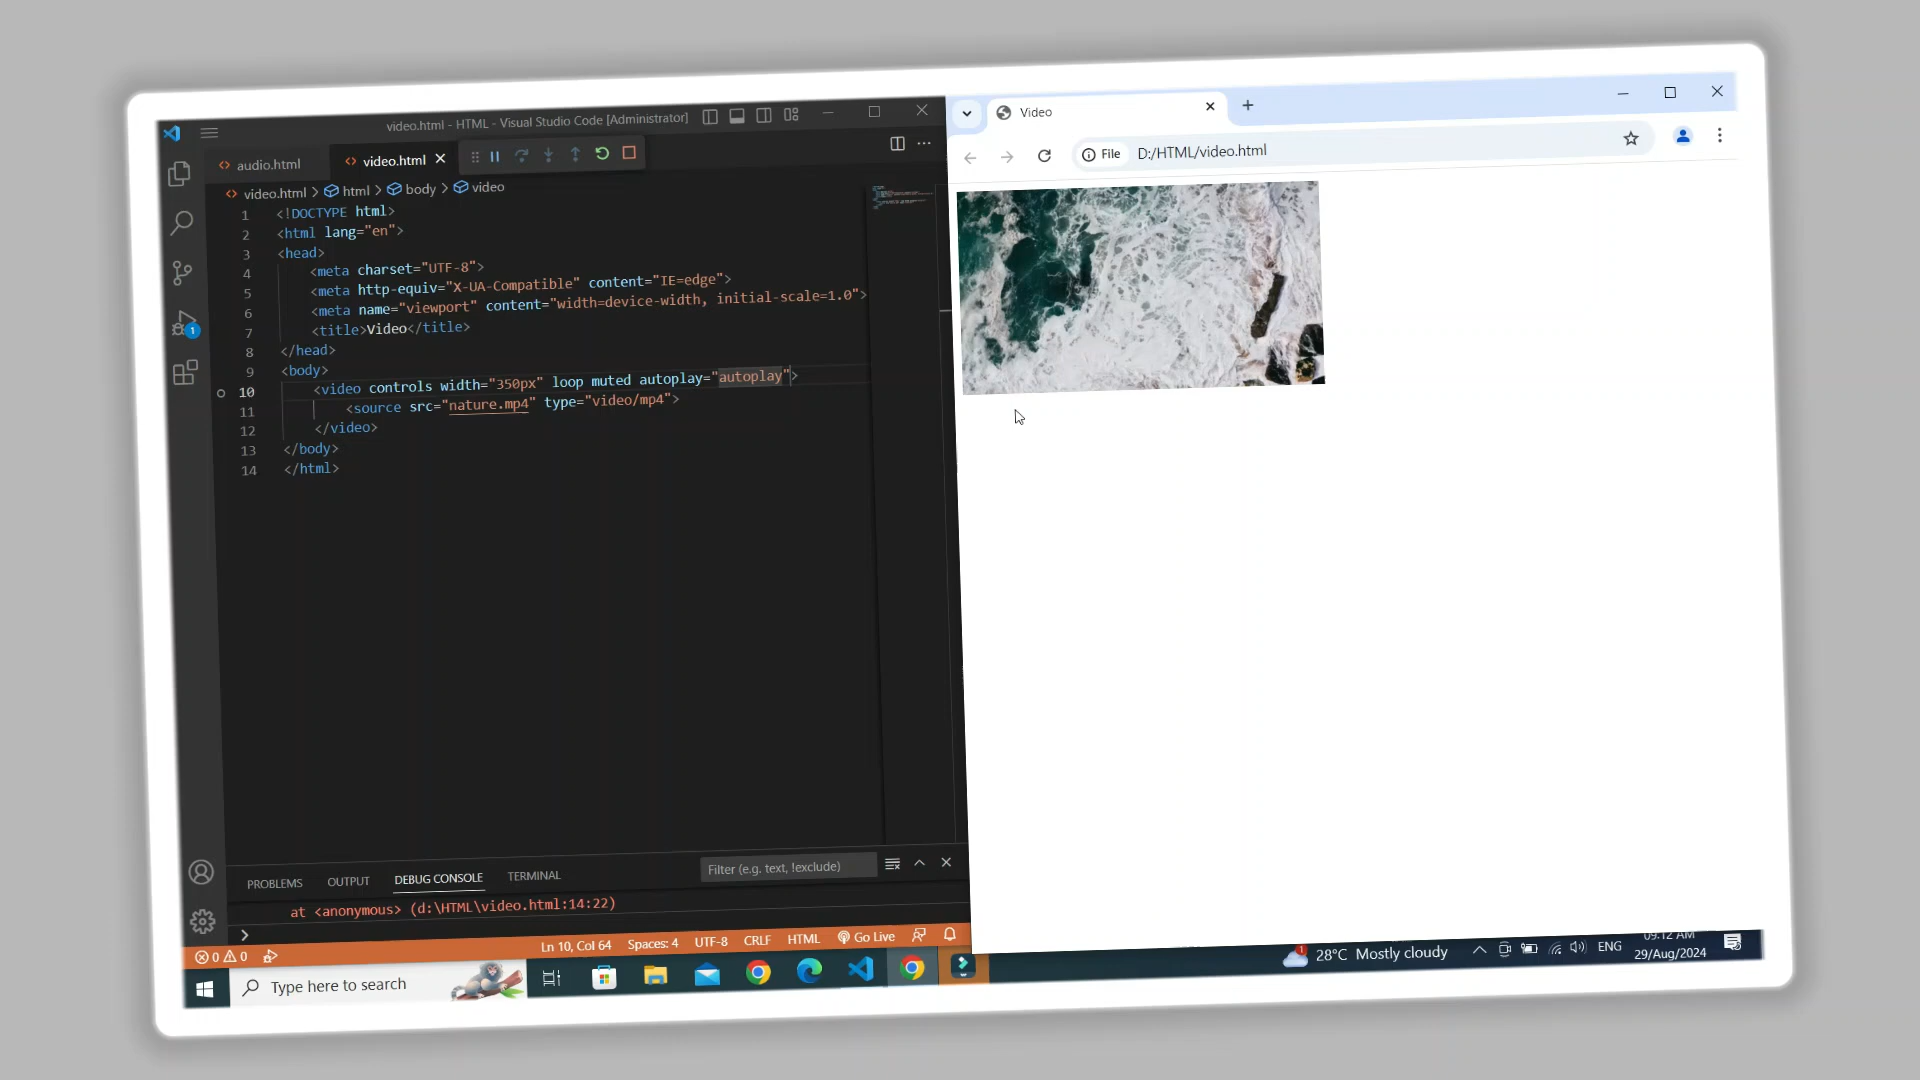 video.html - HTML - Visual Studio Code [Administrator]
audio.html
video.html
video.html > html > body > video
1 <!DOCTYPE html>
2 <html lang="en">
3 <head>
4 <meta charset="UTF-8">
5 <meta http-equiv="X-UA-Compatible" content="IE=edge">
6 <meta name="viewport" content="width=device-width, initial-scale=1.0">
7 <title>Video</title>
8 </head>
9 <body>
10 <video controls width="350px" loop muted autoplay="autoplay">
11 <source src="nature.mp4" type="video/mp4">
12 </video>
13 </body>
14 </html>
1
PROBLEMS OUTPUT DEBUG CONSOLE TERMINAL Filter (e.g. text, !exclude)
at <anonymous> (d:\HTML\video.html:14:22)
>
0 0 Ln 10, Col 64 Spaces: 4 UTF-8 CRLF HTML Go Live
Video
File D:/HTML/video.html
Type here to search
1 28°C Mostly cloudy ENG
09:12 AM
29/Aug/2024